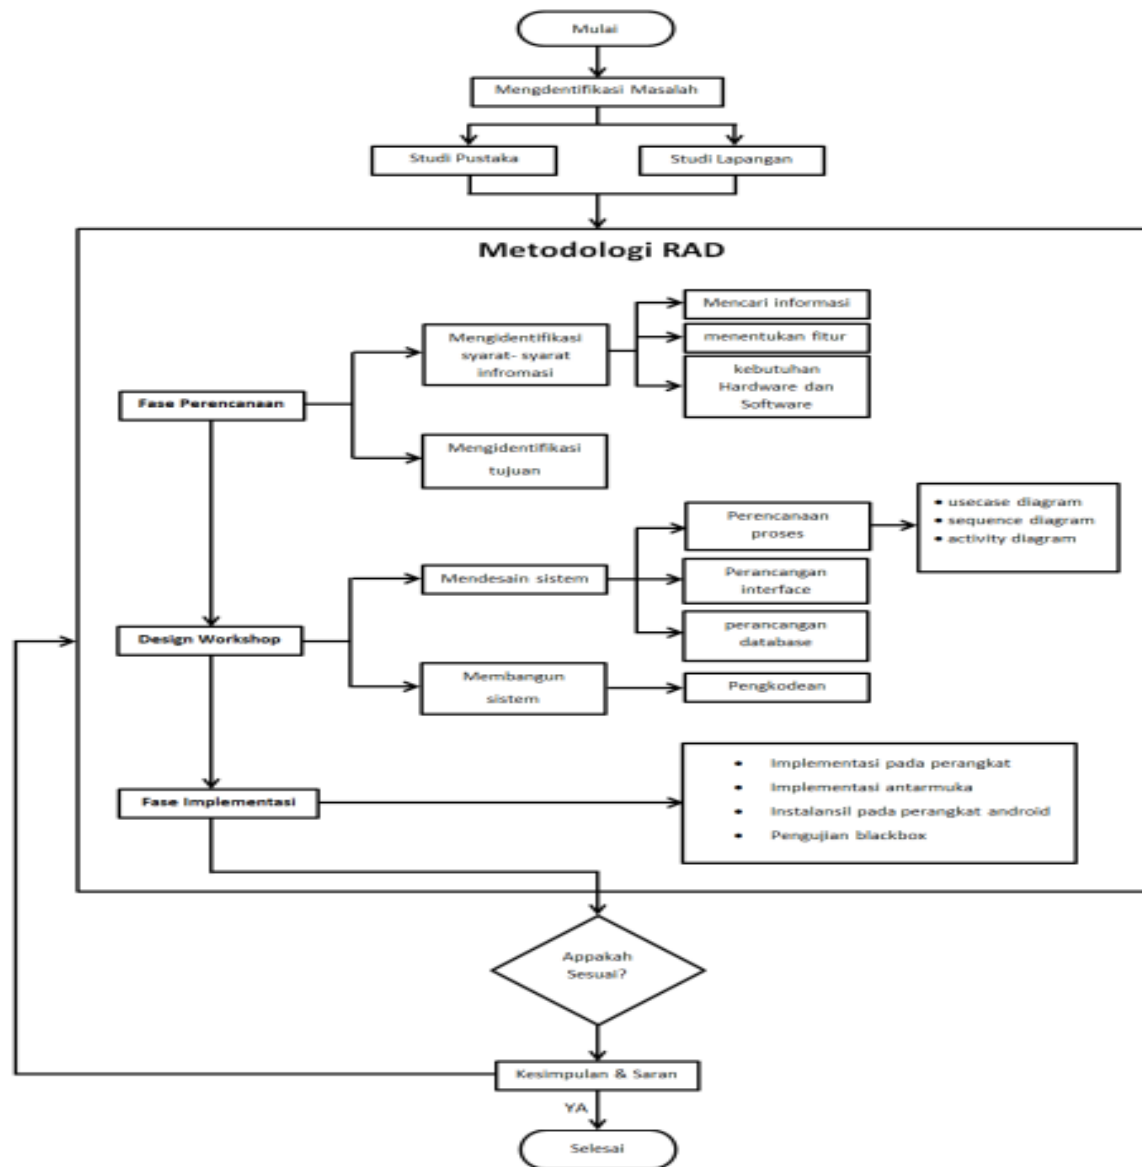 Mulai
Mengdentifikasi Masalah
Studi Pustaka
Studi Lapangan
Metodologi RAD
Mencari informasi
Mengidentifikasi
syarat- syarat
infromasi
menentukan fitur
kebutuhan
Hardware dan
Software
Fase Perencanaan
Mengidentifikasi
tujuan
Perencanaan
proses
• usecase diagram
• sequence diagram
• activity diagram
Mendesain sistem
Perancangan
interface
perancangan
database
Design Workshop
Membangun
sistem
Pengkodean
Fase Implementasi
• Implementasi pada perangkat
• Implementasi antarmuka
• Instalansil pada perangkat android
• Pengujian blackbox
Appakah
Sesuai?
Kesimpulan & Saran
YA
Selesai